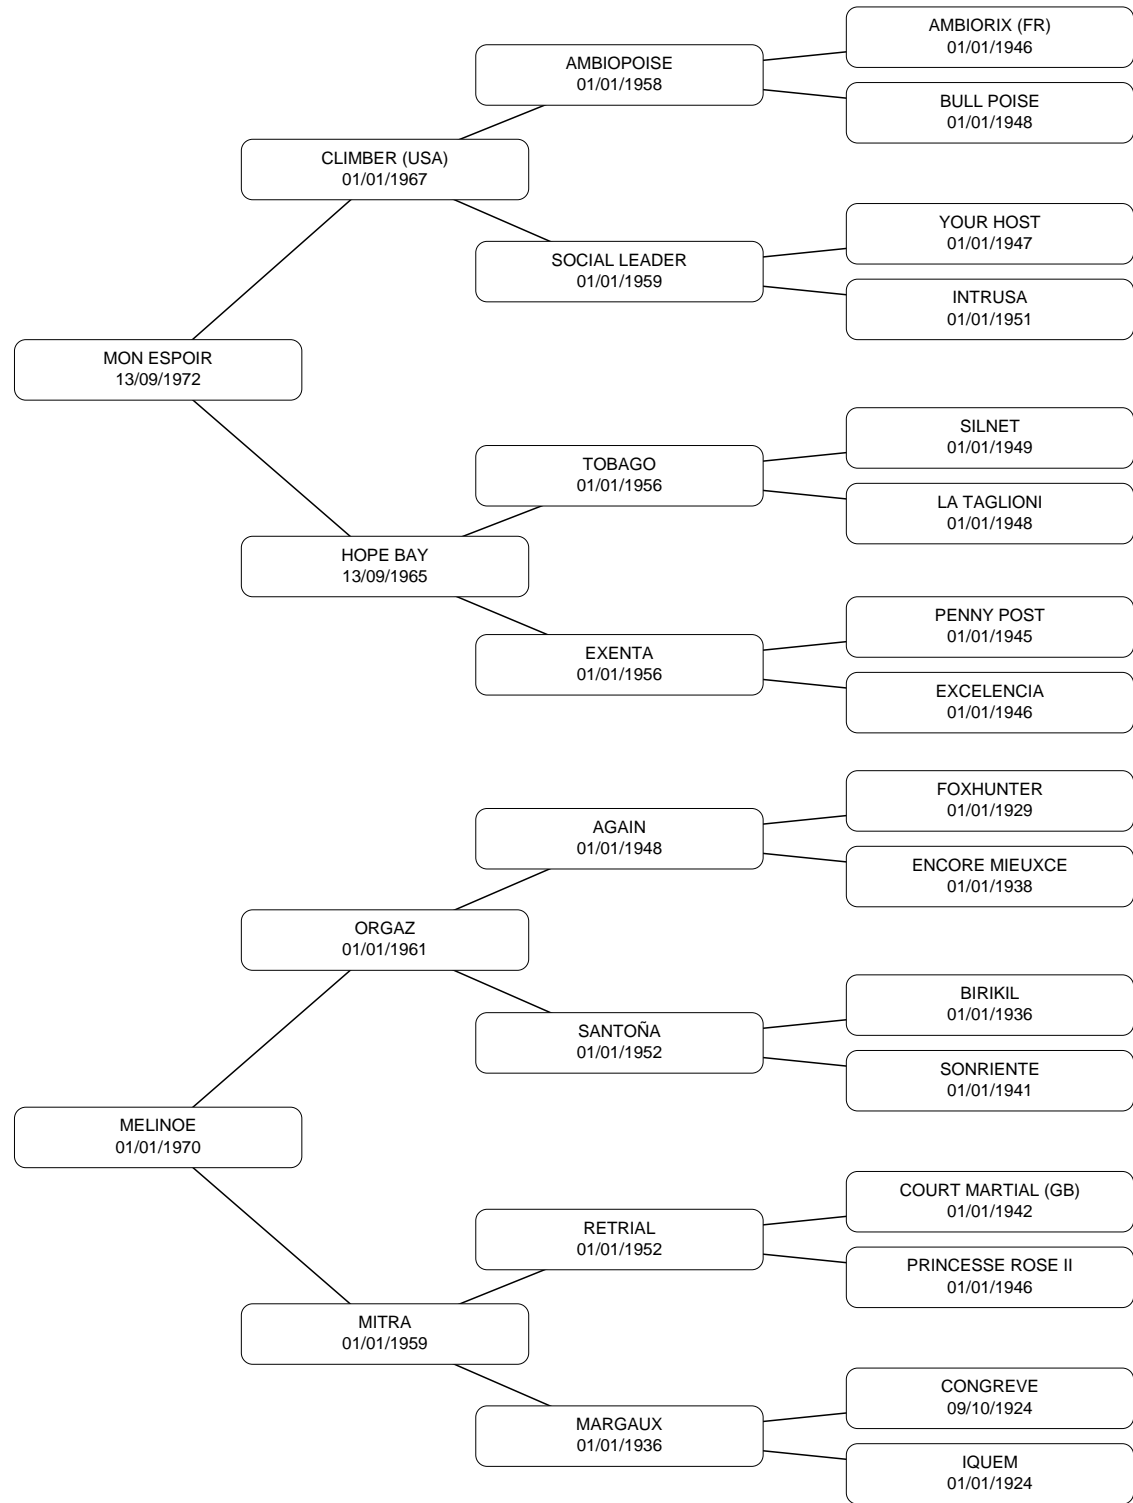 AMBIORIX (FR)
01/01/1946
AMBIOPOISE
01/01/1958
BULL POISE
01/01/1948
CLIMBER (USA)
01/01/1967
YOUR HOST
01/01/1947
SOCIAL LEADER
01/01/1959
INTRUSA
01/01/1951
MON ESPOIR
13/09/1972
SILNET
01/01/1949
TOBAGO
01/01/1956
LA TAGLIONI
01/01/1948
HOPE BAY
13/09/1965
PENNY POST
01/01/1945
EXENTA
01/01/1956
EXCELENCIA
01/01/1946
FOXHUNTER
01/01/1929
AGAIN
01/01/1948
ENCORE MIEUXCE
01/01/1938
ORGAZ
01/01/1961
BIRIKIL
01/01/1936
SANTOÑA
01/01/1952
SONRIENTE
01/01/1941
MELINOE
01/01/1970
COURT MARTIAL (GB)
01/01/1942
RETRIAL
01/01/1952
PRINCESSE ROSE II
01/01/1946
MITRA
01/01/1959
CONGREVE
09/10/1924
MARGAUX
01/01/1936
IQUEM
01/01/1924